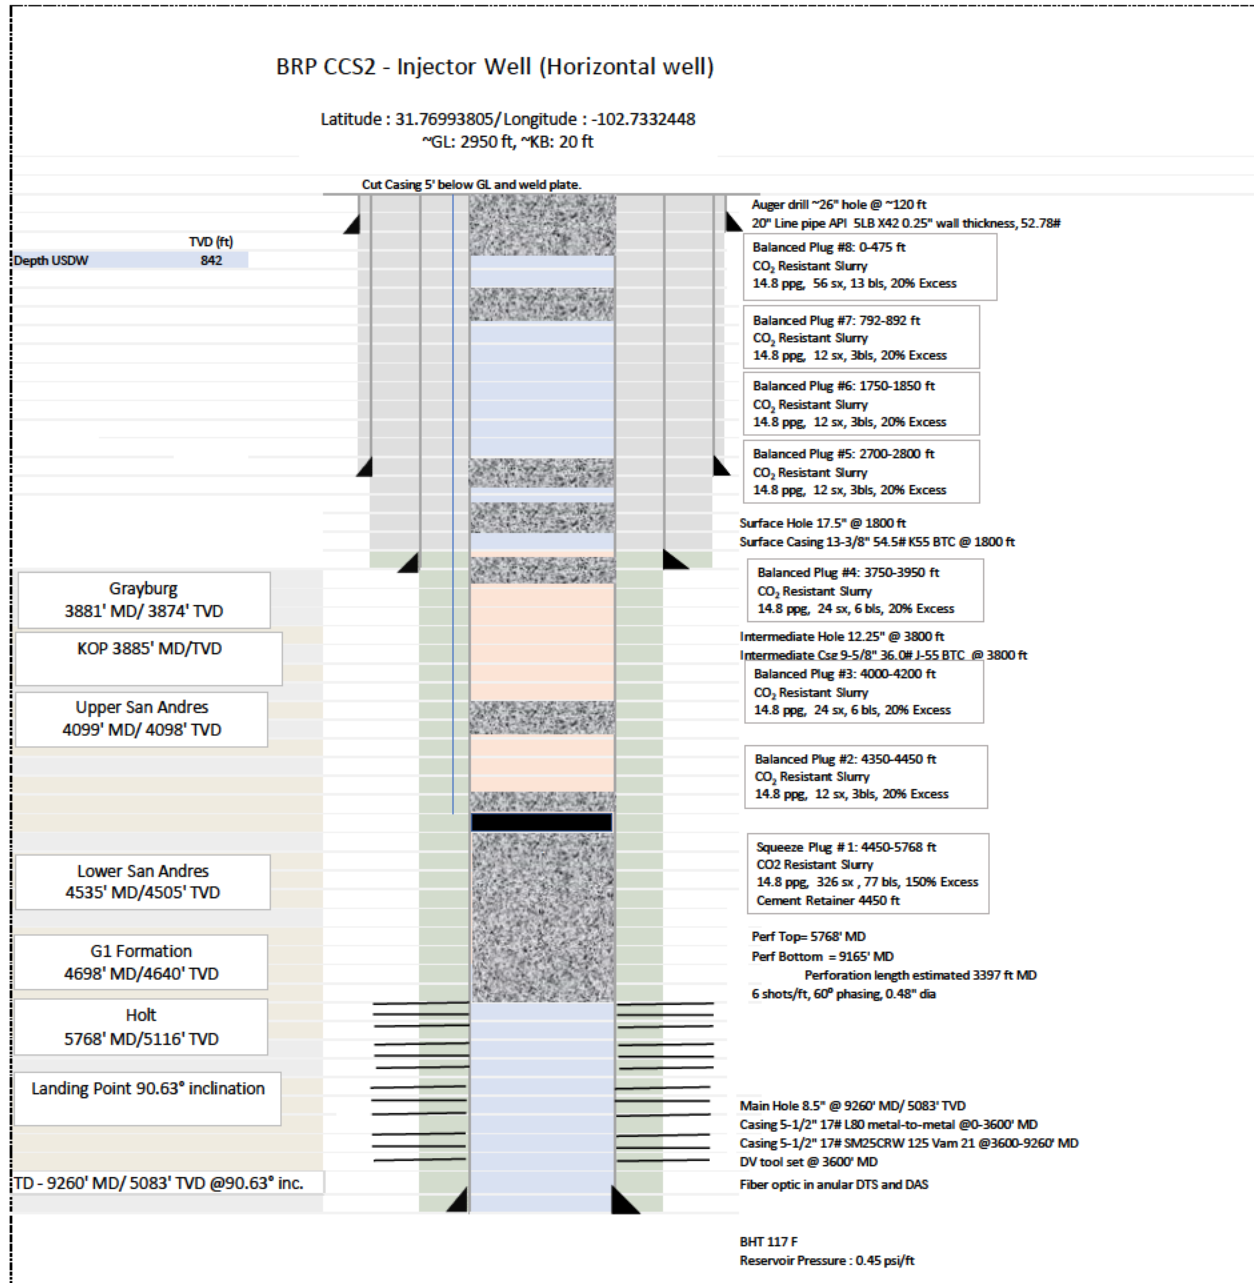 BRP CCS2 - Injector Well (Horizontal well)
Latitude : 31.76993805/ Longitude : -102.7332448
~GL: 2950 ft, ~KB: 20 ft
Cut Casing 5' below GL and weld plate.
Auger drill ~26" hole @ ~120 ft
20" Line pipe API 5LB X42 0.25" wall thickness, 52.78#
TVD (ft)
Depth USDW 842
Balanced Plug #8: 0-475 ft
CO₂ Resistant Slurry
14.8 ppg, 56 sx, 13 bls, 20% Excess
Balanced Plug #7: 792-892 ft
CO₂ Resistant Slurry
14.8 ppg, 12 sx, 3bls, 20% Excess
Balanced Plug #6: 1750-1850 ft
CO₂ Resistant Slurry
14.8 ppg, 12 sx, 3bls, 20% Excess
Balanced Plug #5: 2700-2800 ft
CO₂ Resistant Slurry
14.8 ppg, 12 sx, 3bls, 20% Excess
Surface Hole 17.5" @ 1800 ft
Surface Casing 13-3/8" 54.5# K55 BTC @ 1800 ft
Grayburg
3881' MD/ 3874' TVD
Balanced Plug #4: 3750-3950 ft
CO₂ Resistant Slurry
14.8 ppg, 24 sx, 6 bls, 20% Excess
KOP 3885' MD/TVD
Intermediate Hole 12.25" @ 3800 ft
Intermediate Csg 9-5/8" 36.0# J-55 BTC @ 3800 ft
Balanced Plug #3: 4000-4200 ft
CO₂ Resistant Slurry
14.8 ppg, 24 sx, 6 bls, 20% Excess
Upper San Andres
4099' MD/ 4098' TVD
Balanced Plug #2: 4350-4450 ft
CO₂ Resistant Slurry
14.8 ppg, 12 sx, 3bls, 20% Excess
Squeeze Plug # 1: 4450-5768 ft
CO2 Resistant Slurry
14.8 ppg, 326 sx , 77 bls, 150% Excess
Cement Retainer 4450 ft
Lower San Andres
4535' MD/4505' TVD
G1 Formation
4698' MD/4640' TVD
Perf Top= 5768' MD
Perf Bottom = 9165' MD
Perforation length estimated 3397 ft MD
6 shots/ft, 60⁰ phasing, 0.48" dia
Holt
5768' MD/5116' TVD
Landing Point 90.63° inclination
Main Hole 8.5" @ 9260' MD/ 5083' TVD
Casing 5-1/2" 17# L80 metal-to-metal @0-3600' MD
Casing 5-1/2" 17# SM25CRW 125 Vam 21 @3600-9260' MD
DV tool set @ 3600' MD
Fiber optic in anular DTS and DAS
TD - 9260' MD/ 5083' TVD @90.63° inc.
BHT 117 F
Reservoir Pressure : 0.45 psi/ft